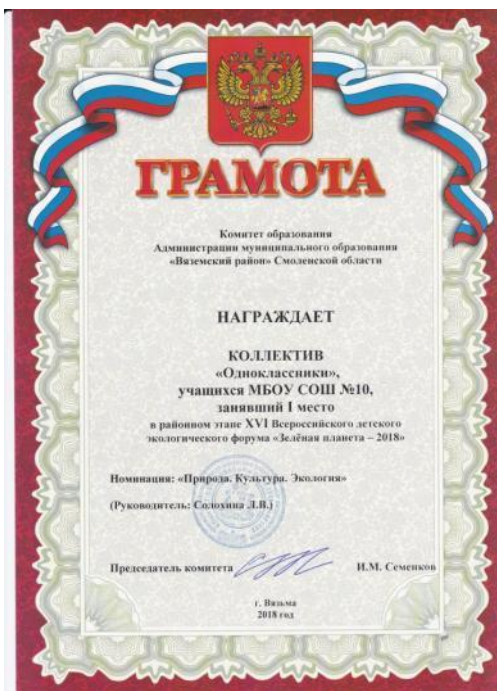 ГРАМОТА
Комитет образования
Администрации муниципального образования
«Вяземский район» Смоленской области
НАГРАЖДАЕТ
КОЛЛЕКТИВ
«Одноклассники»,
учащихся МБОУ СОШ №10,
занявший I место
в районном этапе XVI Всероссийского детского
экологического форума «Зелёная планета – 2018»
Номинация: «Природа. Культура. Экология»
(Руководитель: Солохина Л.В.)
Председатель комитета И.М. Семенков
г. Вязьма
2018 год